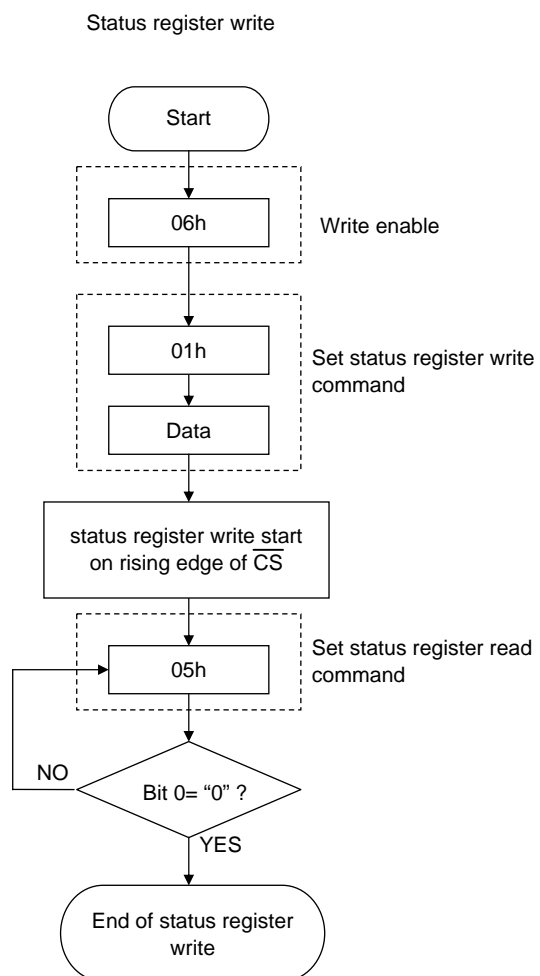 Status register write
Start
06h
Write enable
01h
Set status register write
command
Data
status register write start
on rising edge of C̅S̅
05h
Set status register read
command
NO
Bit 0= “0” ?
YES
End of status register
write